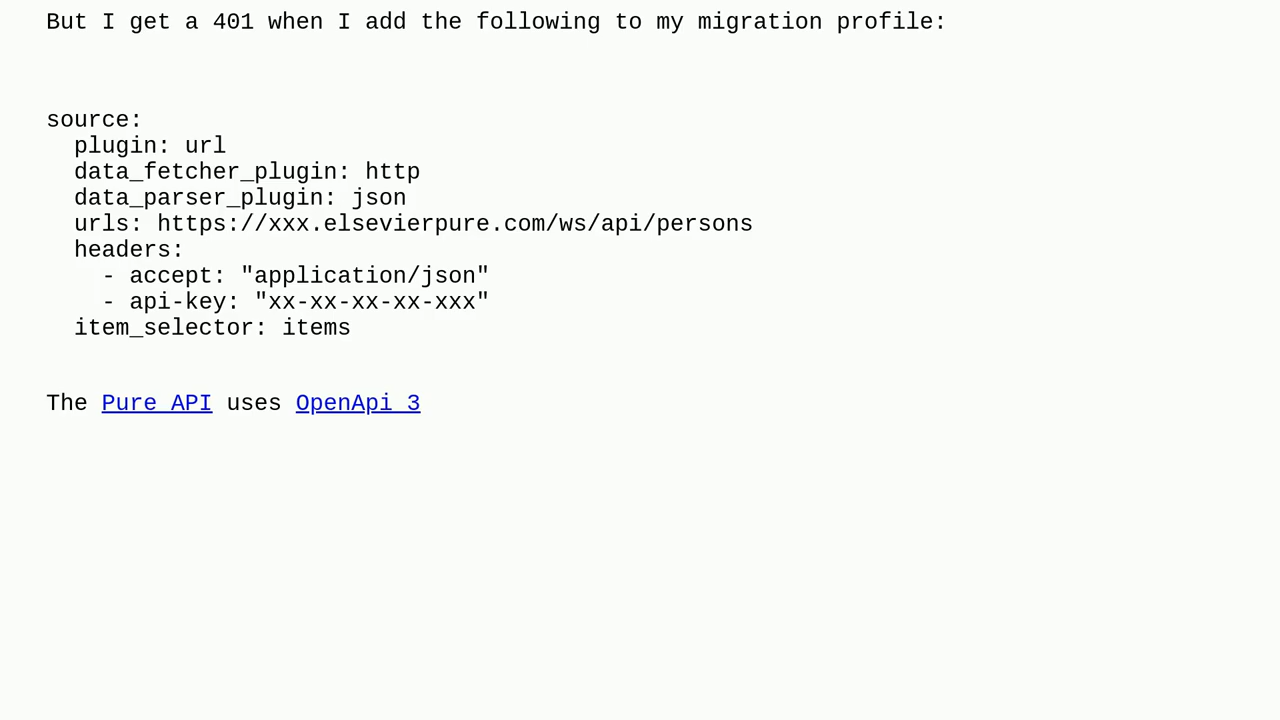 But I get a 401 when I add the following to my migration profile:
source:
  plugin: url
  data_fetcher_plugin: http
  data_parser_plugin: json
  urls: https://xxx.elsevierpure.com/ws/api/persons
  headers:
    - accept: "application/json"
    - api-key: "xx-xx-xx-xx-xxx"
  item_selector: items
The Pure API uses OpenApi 3